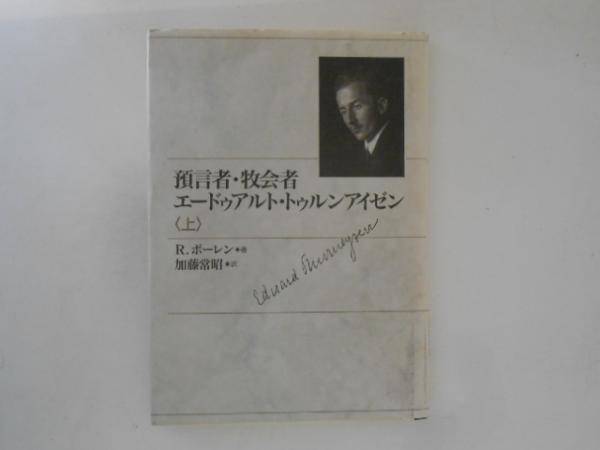 預言者・牧会者
エードゥアルト・トゥルンアイゼン
〈上〉
R.ボーレン●著
加藤常昭●訳
Eduard Thurneysen